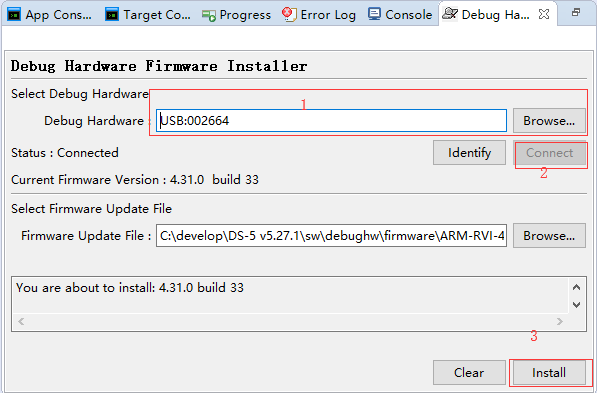 App Cons... Target Co... Progress Error Log Console Debug Ha...
Debug Hardware Firmware Installer
Select Debug Hardware
1
Debug Hardware : USB:002664 Browse...
Status : Connected Identify Connect
2
Current Firmware Version : 4.31.0 build 33
Select Firmware Update File
Firmware Update File : C:\develop\DS-5 v5.27.1\sw\debughw\firmware\ARM-RVI-4 Browse...
You are about to install: 4.31.0 build 33
3
Clear Install